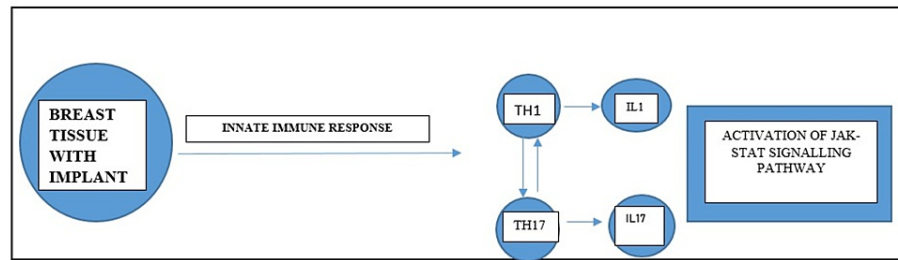 BREAST
TISSUE
WITH
IMPLANT
INNATE IMMUNE RESPONSE
TH1
IL1
TH17
IL17
ACTIVATION OF JAK-
STAT SIGNALLING
PATHWAY